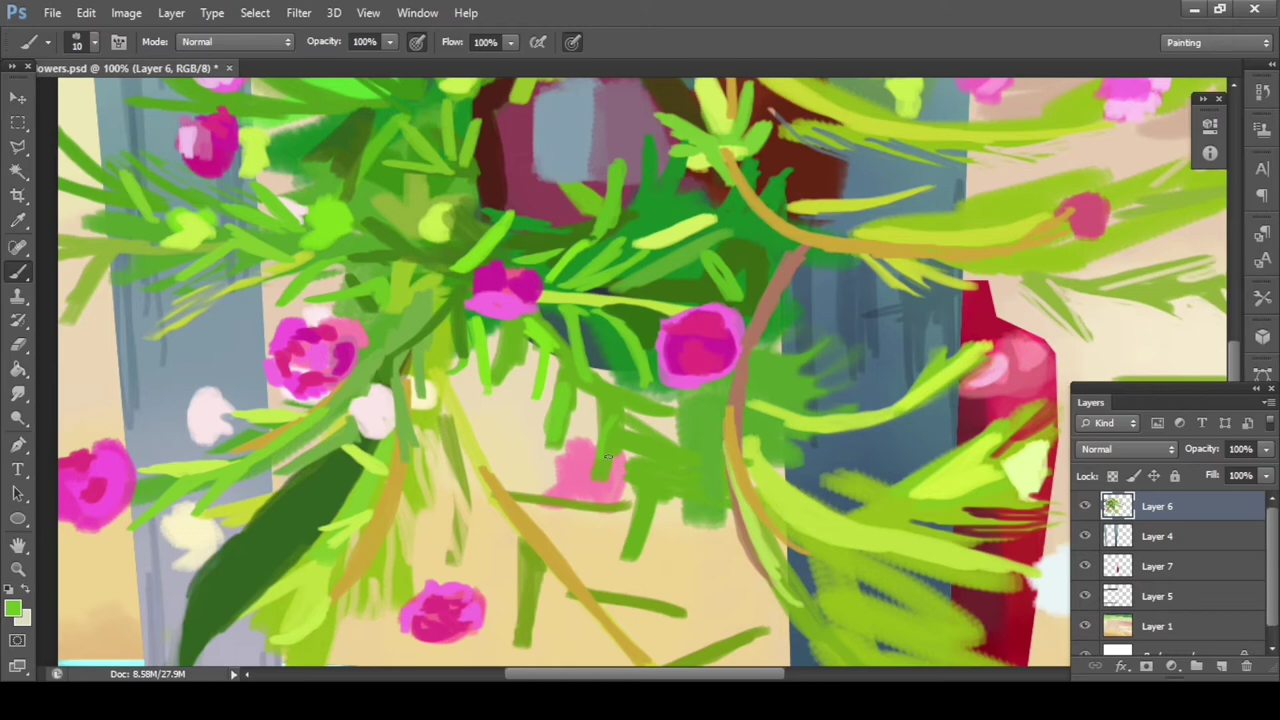 Ps File Edit Image Layer Type Select Filter 3D View Window Help
10 Mode: Normal Opacity: 100% Flow: 100% Painting
owers.psd @ 100% (Layer 6, RGB/8) * ×
Layers
Kind
Normal Opacity: 100%
Lock: Fill: 100%
Layer 6
Layer 4
Layer 7
Layer 5
Layer 1
100% Doc: 8.58M/27.9M